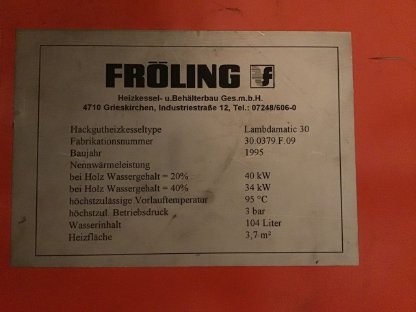 FRÖLING
Heizkessel- u.Behälterbau Ges.m.b.H.
4710 Grieskirchen, Industriestraße 12, Tel.: 07248/606-0
Hackgutheizkesseltype Lambdamatic 30
Fabrikationsnummer 30.0379.F.09
Baujahr 1995
Nennwärmeleistung
bei Holz Wassergehalt = 20% 40 kW
bei Holz Wassergehalt = 40% 34 kW
höchstzulässige Vorlauftemperatur 95 °C
höchstzul. Betriebsdruck 3 bar
Wasserinhalt 104 Liter
Heizfläche 3,7 m²